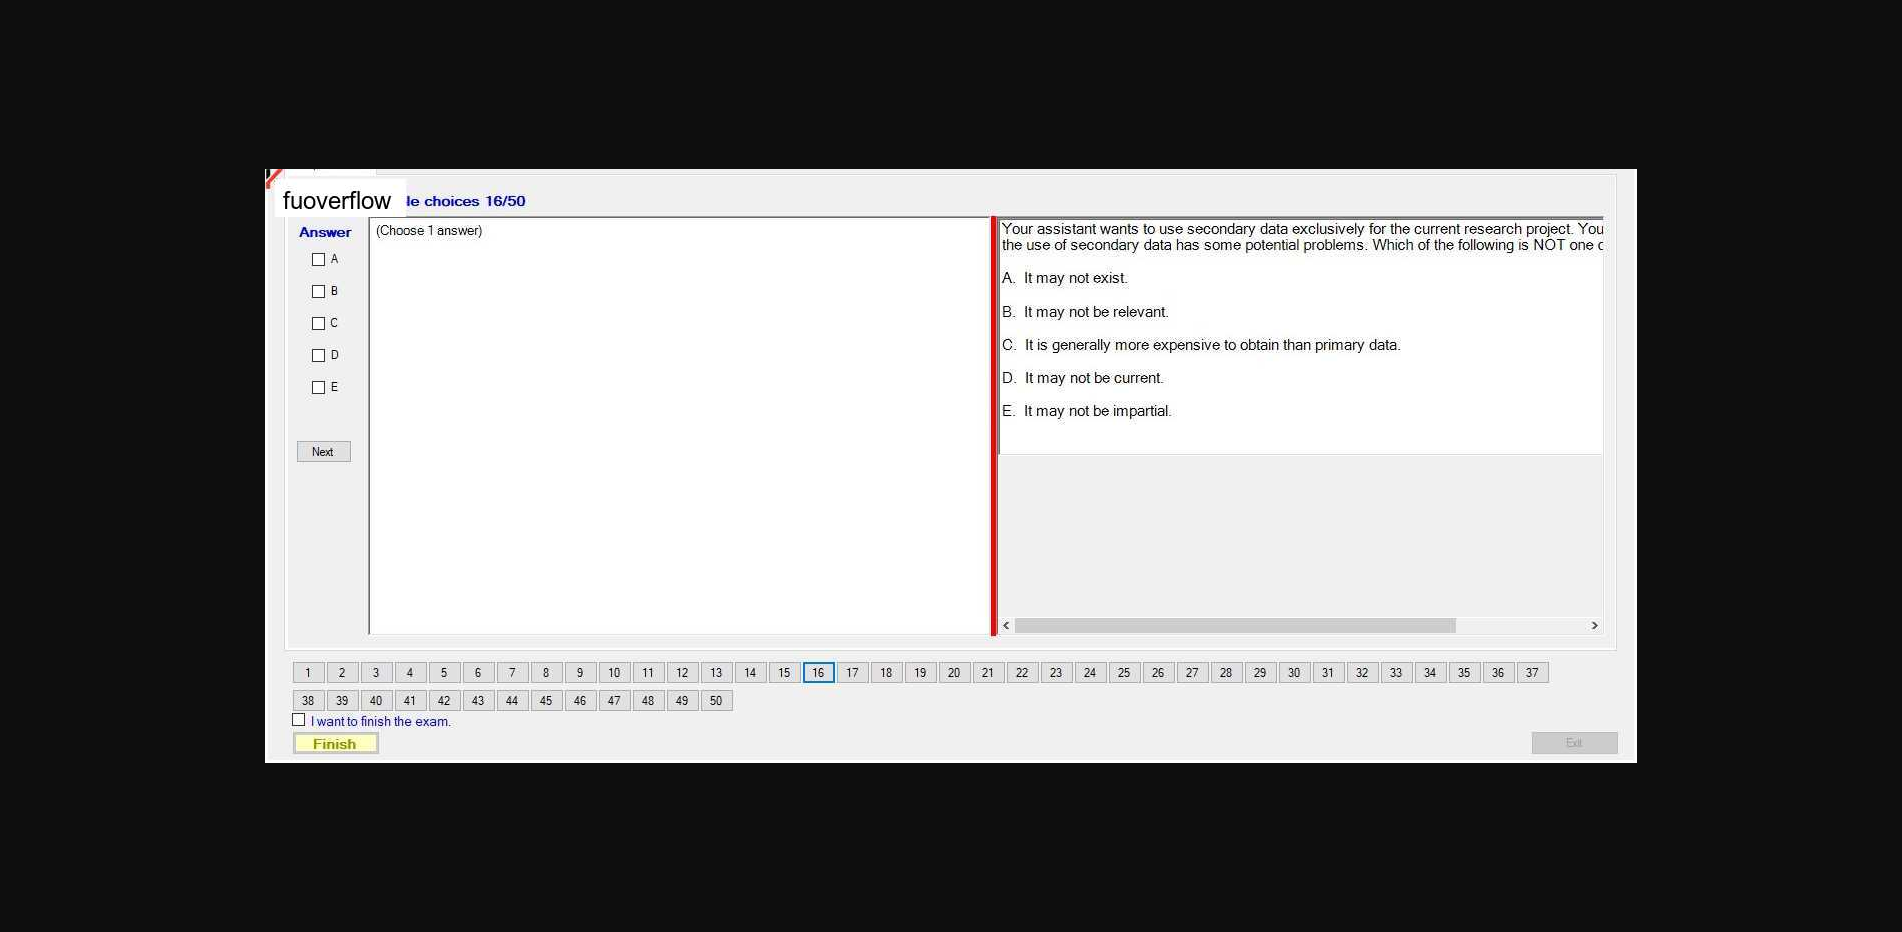 fuoverflow
le choices 16/50
Answer
(Choose 1 answer)
A
B
C
D
E
Next
Your assistant wants to use secondary data exclusively for the current research project. You
the use of secondary data has some potential problems. Which of the following is NOT one
A. It may not exist.
B. It may not be relevant.
C. It is generally more expensive to obtain than primary data.
D. It may not be current.
E. It may not be impartial.
1 2 3 4 5 6 7 8 9 10 11 12 13 14 15 16 17 18 19 20 21 22 23 24 25 26 27 28 29 30 31 32 33 34 35 36 37
38 39 40 41 42 43 44 45 46 47 48 49 50
I want to finish the exam.
Finish
Exit